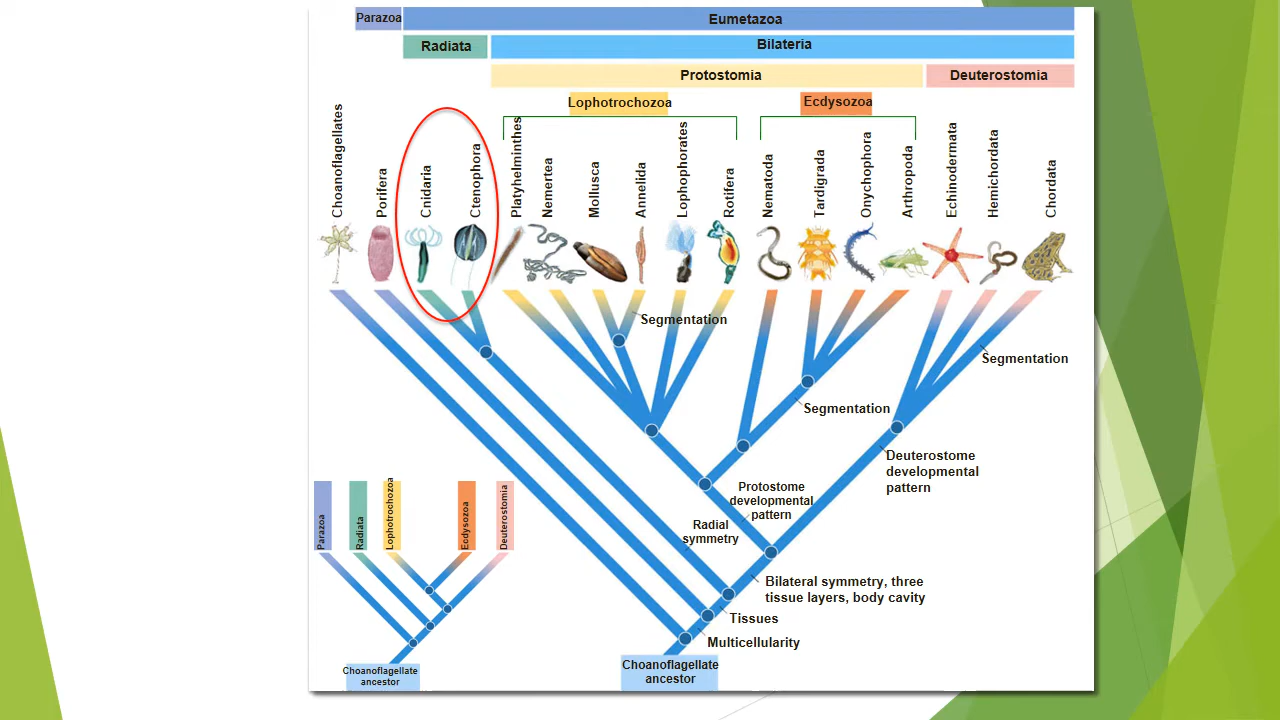 Parazoa
Eumetazoa
Radiata
Bilateria
Protostomia
Deuterostomia
Lophotrochozoa
Ecdysozoa
Choanoflagellates
Porifera
Cnidaria
Ctenophora
Platyhelminthes
Nemertea
Mollusca
Annelida
Lophophorates
Rotifera
Nematoda
Tardigrada
Onychophora
Arthropoda
Echinodermata
Hemichordata
Chordata
Segmentation
Segmentation
Segmentation
Deuterostome
developmental
pattern
Protostome
developmental
pattern
Radial
symmetry
Bilateral symmetry, three
tissue layers, body cavity
Tissues
Multicellularity
Choanoflagellate
ancestor
Parazoa
Radiata
Lophotrochozoa
Ecdysozoa
Deuterostomia
Choanoflagellate
ancestor